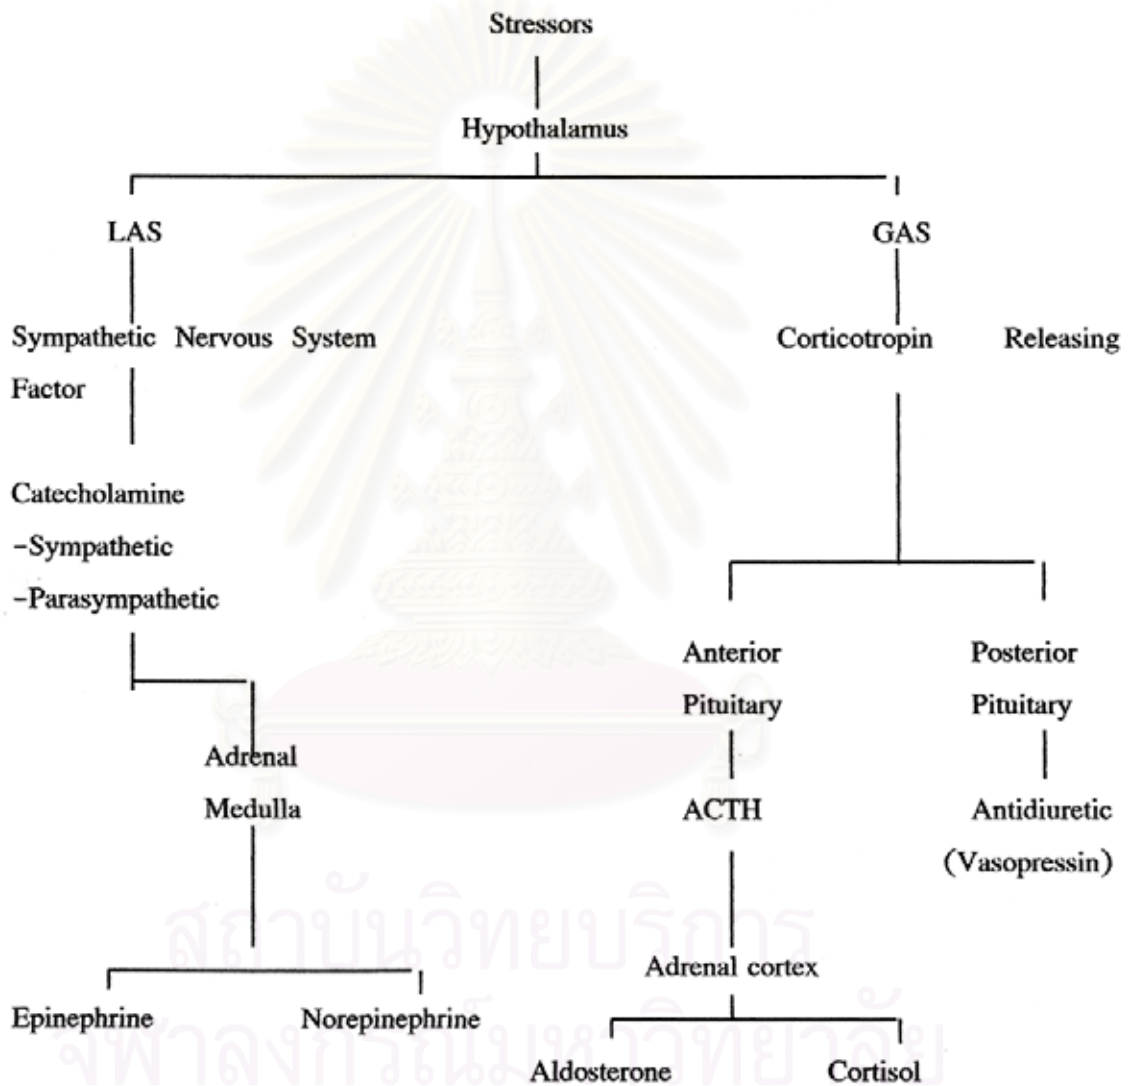 Stressors
Hypothalamus
LAS GAS
Sympathetic Nervous System Corticotropin Releasing
Factor
Catecholamine
-Sympathetic
-Parasympathetic
Anterior Posterior
Pituitary Pituitary
Adrenal
Medulla ACTH Antidiuretic
(Vasopressin)
สถาบันวิทยบริการ
Adrenal cortex
Epinephrine Norepinephrine
จุฬาลงกรณ์มหาวิทยาลัย
Aldosterone Cortisol